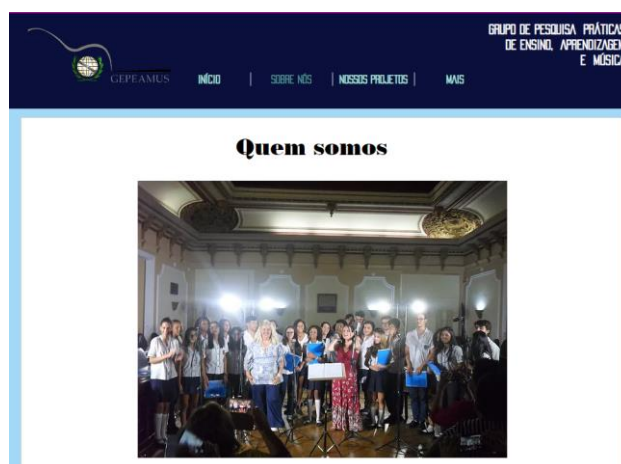 GRUPO DE PESQUISA PRÁTICAS
DE ENSINO, APRENDIZAGEM
E MÚSICA
GEPEAMUS
INÍCIO | SOBRE NÓS | NOSSOS PROJETOS | MAIS
Quem somos